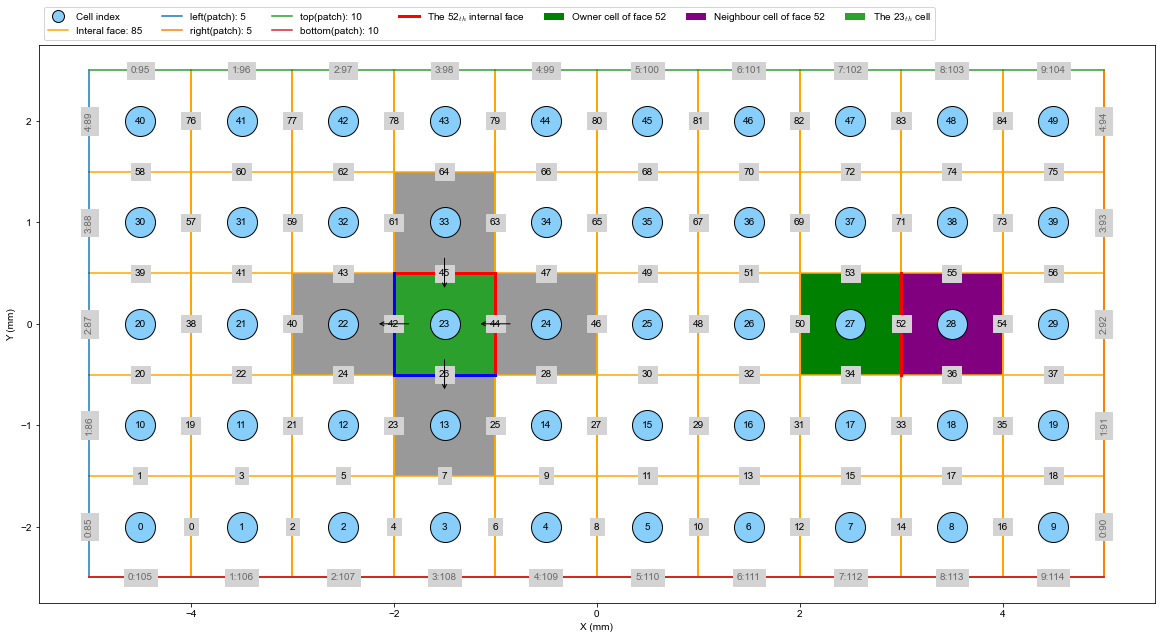 Cell index left(patch): 5 top(patch): 10 The 52th internal face Owner cell of face 52 Neighbour cell of face 52 The 23th cell
Interal face: 85 right(patch): 5 bottom(patch): 10
0:95 1:96 2:97 3:98 4:99 5:100 6:101 7:102 8:103 9:104
2 4:89 40 76 41 77 42 78 43 79 44 80 45 81 46 82 47 83 48 84 49 4:94
58 60 62 64 66 68 70 72 74 75
1 3:88 30 57 31 59 32 61 33 63 34 65 35 67 36 69 37 71 38 73 39 3:93
39 41 43 45 47 49 51 53 55 56
Y (mm) 0 2:87 20 38 21 40 22 42 23 44 24 46 25 48 26 50 27 52 28 54 29 2:92
20 22 24 26 28 30 32 34 36 37
−1 1:86 10 19 11 21 12 23 13 25 14 27 15 29 16 31 17 33 18 35 19 1:91
1 3 5 7 9 11 13 15 17 18
−2 0:85 0 0 1 2 2 4 3 6 4 8 5 10 6 12 7 14 8 16 9 0:90
0:105 1:106 2:107 3:108 4:109 5:110 6:111 7:112 8:113 9:114
−4 −2 0 2 4
X (mm)